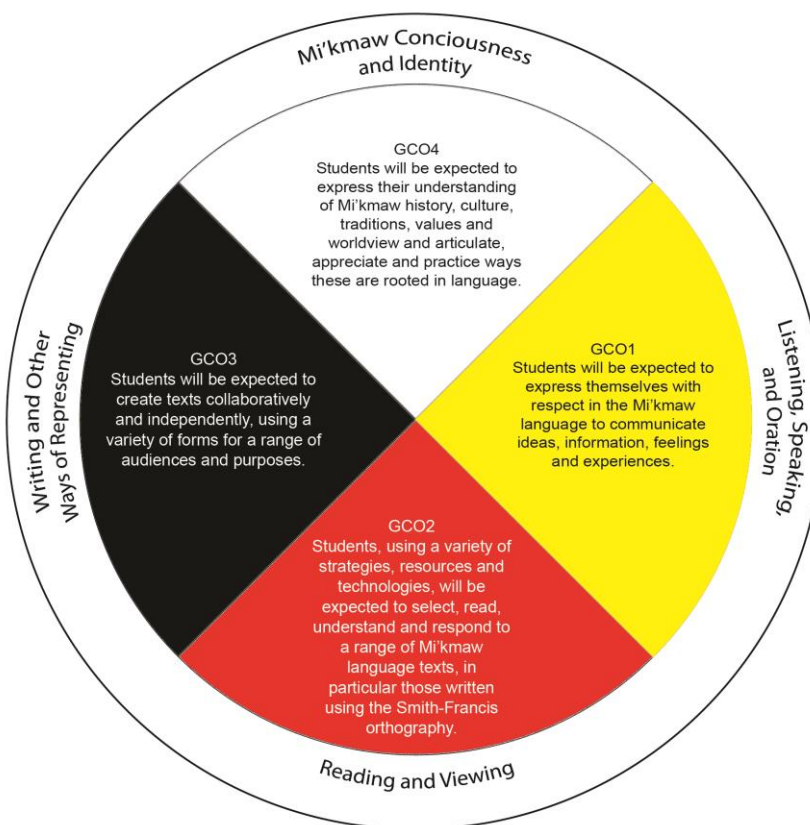 Mi'kmaw Conciousness
and Identity
GCO4
Students will be expected to
express their understanding
of Mi'kmaw history, culture,
traditions, values and
worldview and articulate,
appreciate and practice ways
these are rooted in language.
Listening, Speaking,
and Oration
GCO1
Students will be expected to
express themselves with
respect in the Mi'kmaw
language to communicate
ideas, information, feelings
and experiences.
Reading and Viewing
GCO2
Students, using a variety of
strategies, resources and
technologies, will be
expected to select, read,
understand and respond to
a range of Mi'kmaw
language texts, in
particular those written
using the Smith-Francis
orthography.
Writing and Other
Ways of Representing
GCO3
Students will be expected to
create texts collaboratively
and independently, using a
variety of forms for a range of
audiences and purposes.